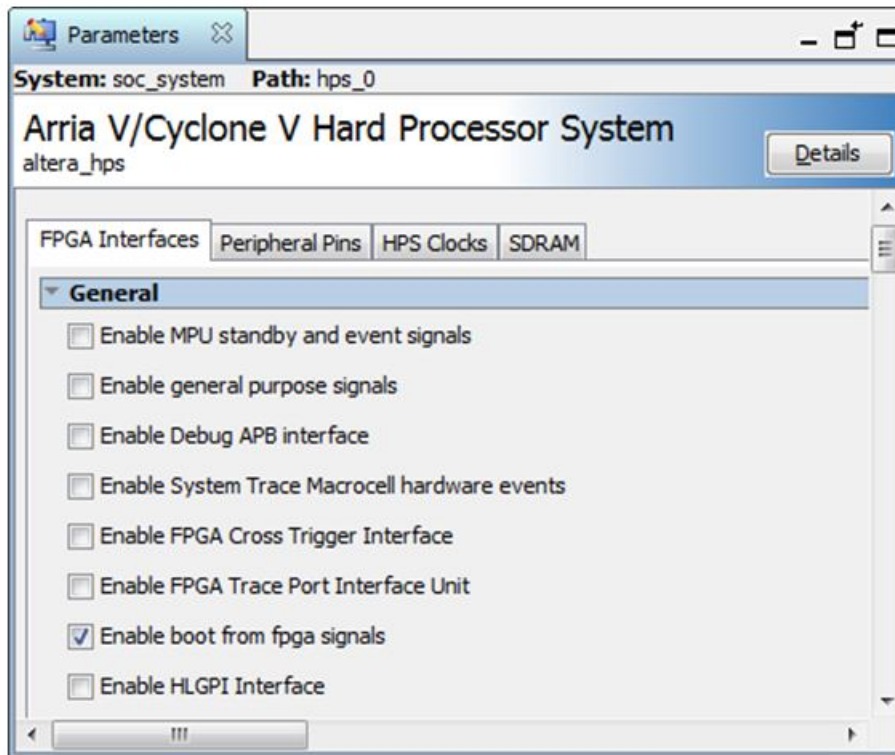 Parameters
System: soc_system Path: hps_0
Arria V/Cyclone V Hard Processor System
altera_hps
Details
FPGA Interfaces Peripheral Pins HPS Clocks SDRAM
General
Enable MPU standby and event signals
Enable general purpose signals
Enable Debug APB interface
Enable System Trace Macrocell hardware events
Enable FPGA Cross Trigger Interface
Enable FPGA Trace Port Interface Unit
Enable boot from fpga signals
Enable HLGPI Interface